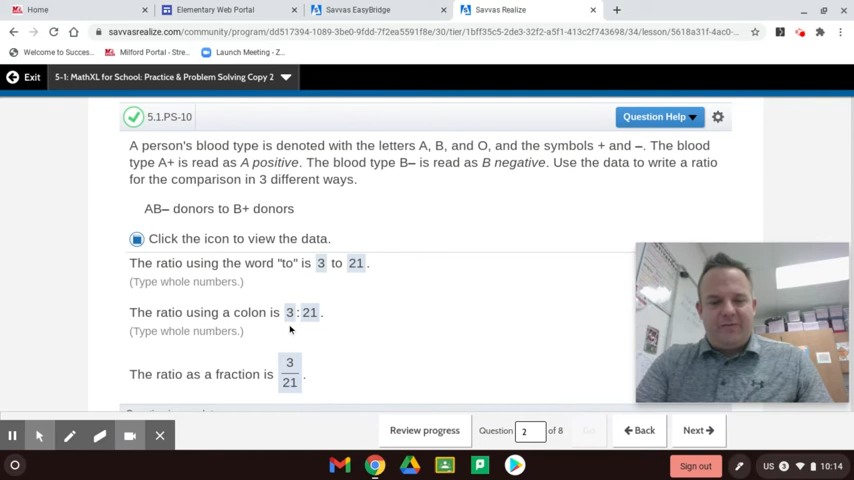 Home
Elementary Web Portal
Savvas EasyBridge
Savvas Realize
savvasrealize.com/community/program/dd517394-1089-3be0-9fdd-7f2ea5591f8e/30/tier/1bff35c5-2de3-32f2-a5f1-413c2f743698/34/lesson/5618a31f-4ac0-...
Welcome to Succes...
Milford Portal - Stre...
Launch Meeting - Z...
Exit
5-1: MathXL for School: Practice & Problem Solving Copy 2
5.1.PS-10
Question Help
A person's blood type is denoted with the letters A, B, and O, and the symbols + and –. The blood
type A+ is read as A positive. The blood type B– is read as B negative. Use the data to write a ratio
for the comparison in 3 different ways.
AB– donors to B+ donors
Click the icon to view the data.
The ratio using the word "to" is 3 to 21.
(Type whole numbers.)
The ratio using a colon is 3:21.
(Type whole numbers.)
The ratio as a fraction is 3/21.
Review progress
Question 2 of 8
Go
Back
Next
Sign out
US 3 10:14